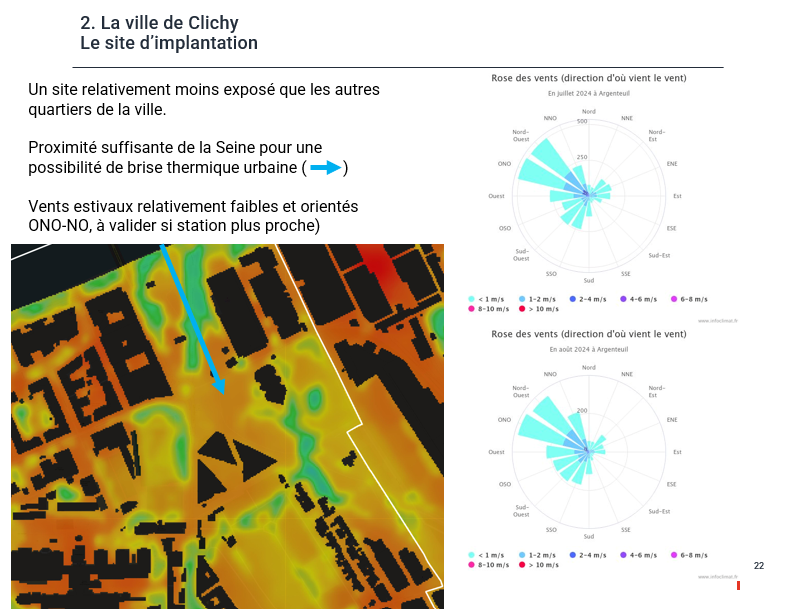 2. La ville de Clichy
Le site d’implantation
Un site relativement moins exposé que les autres
quartiers de la ville.
Proximité suffisante de la Seine pour une
possibilité de brise thermique urbaine ( )
Vents estivaux relativement faibles et orientés
ONO-NO, à valider si station plus proche)
Rose des vents (direction d'où vient le vent)
En juillet 2024 à Argenteuil
Nord
NNO
500
NNE
Nord-
Ouest
Nord-
Est
250
ONO
ENE
Ouest
Est
OSO
ESE
Sud-
Ouest
Sud-Est
SSO
SSE
Sud
< 1 m/s
1-2 m/s
2-4 m/s
4-6 m/s
6-8 m/s
8-10 m/s
> 10 m/s
www.infoclimat.fr
Rose des vents (direction d'où vient le vent)
En août 2024 à Argenteuil
Nord
NNO
NNE
Nord-
Ouest
Nord-
Est
200
ONO
ENE
Ouest
Est
OSO
ESE
Sud-
Ouest
Sud-Est
SSO
SSE
Sud
< 1 m/s
1-2 m/s
2-4 m/s
4-6 m/s
6-8 m/s
8-10 m/s
> 10 m/s
www.infoclimat.fr
22